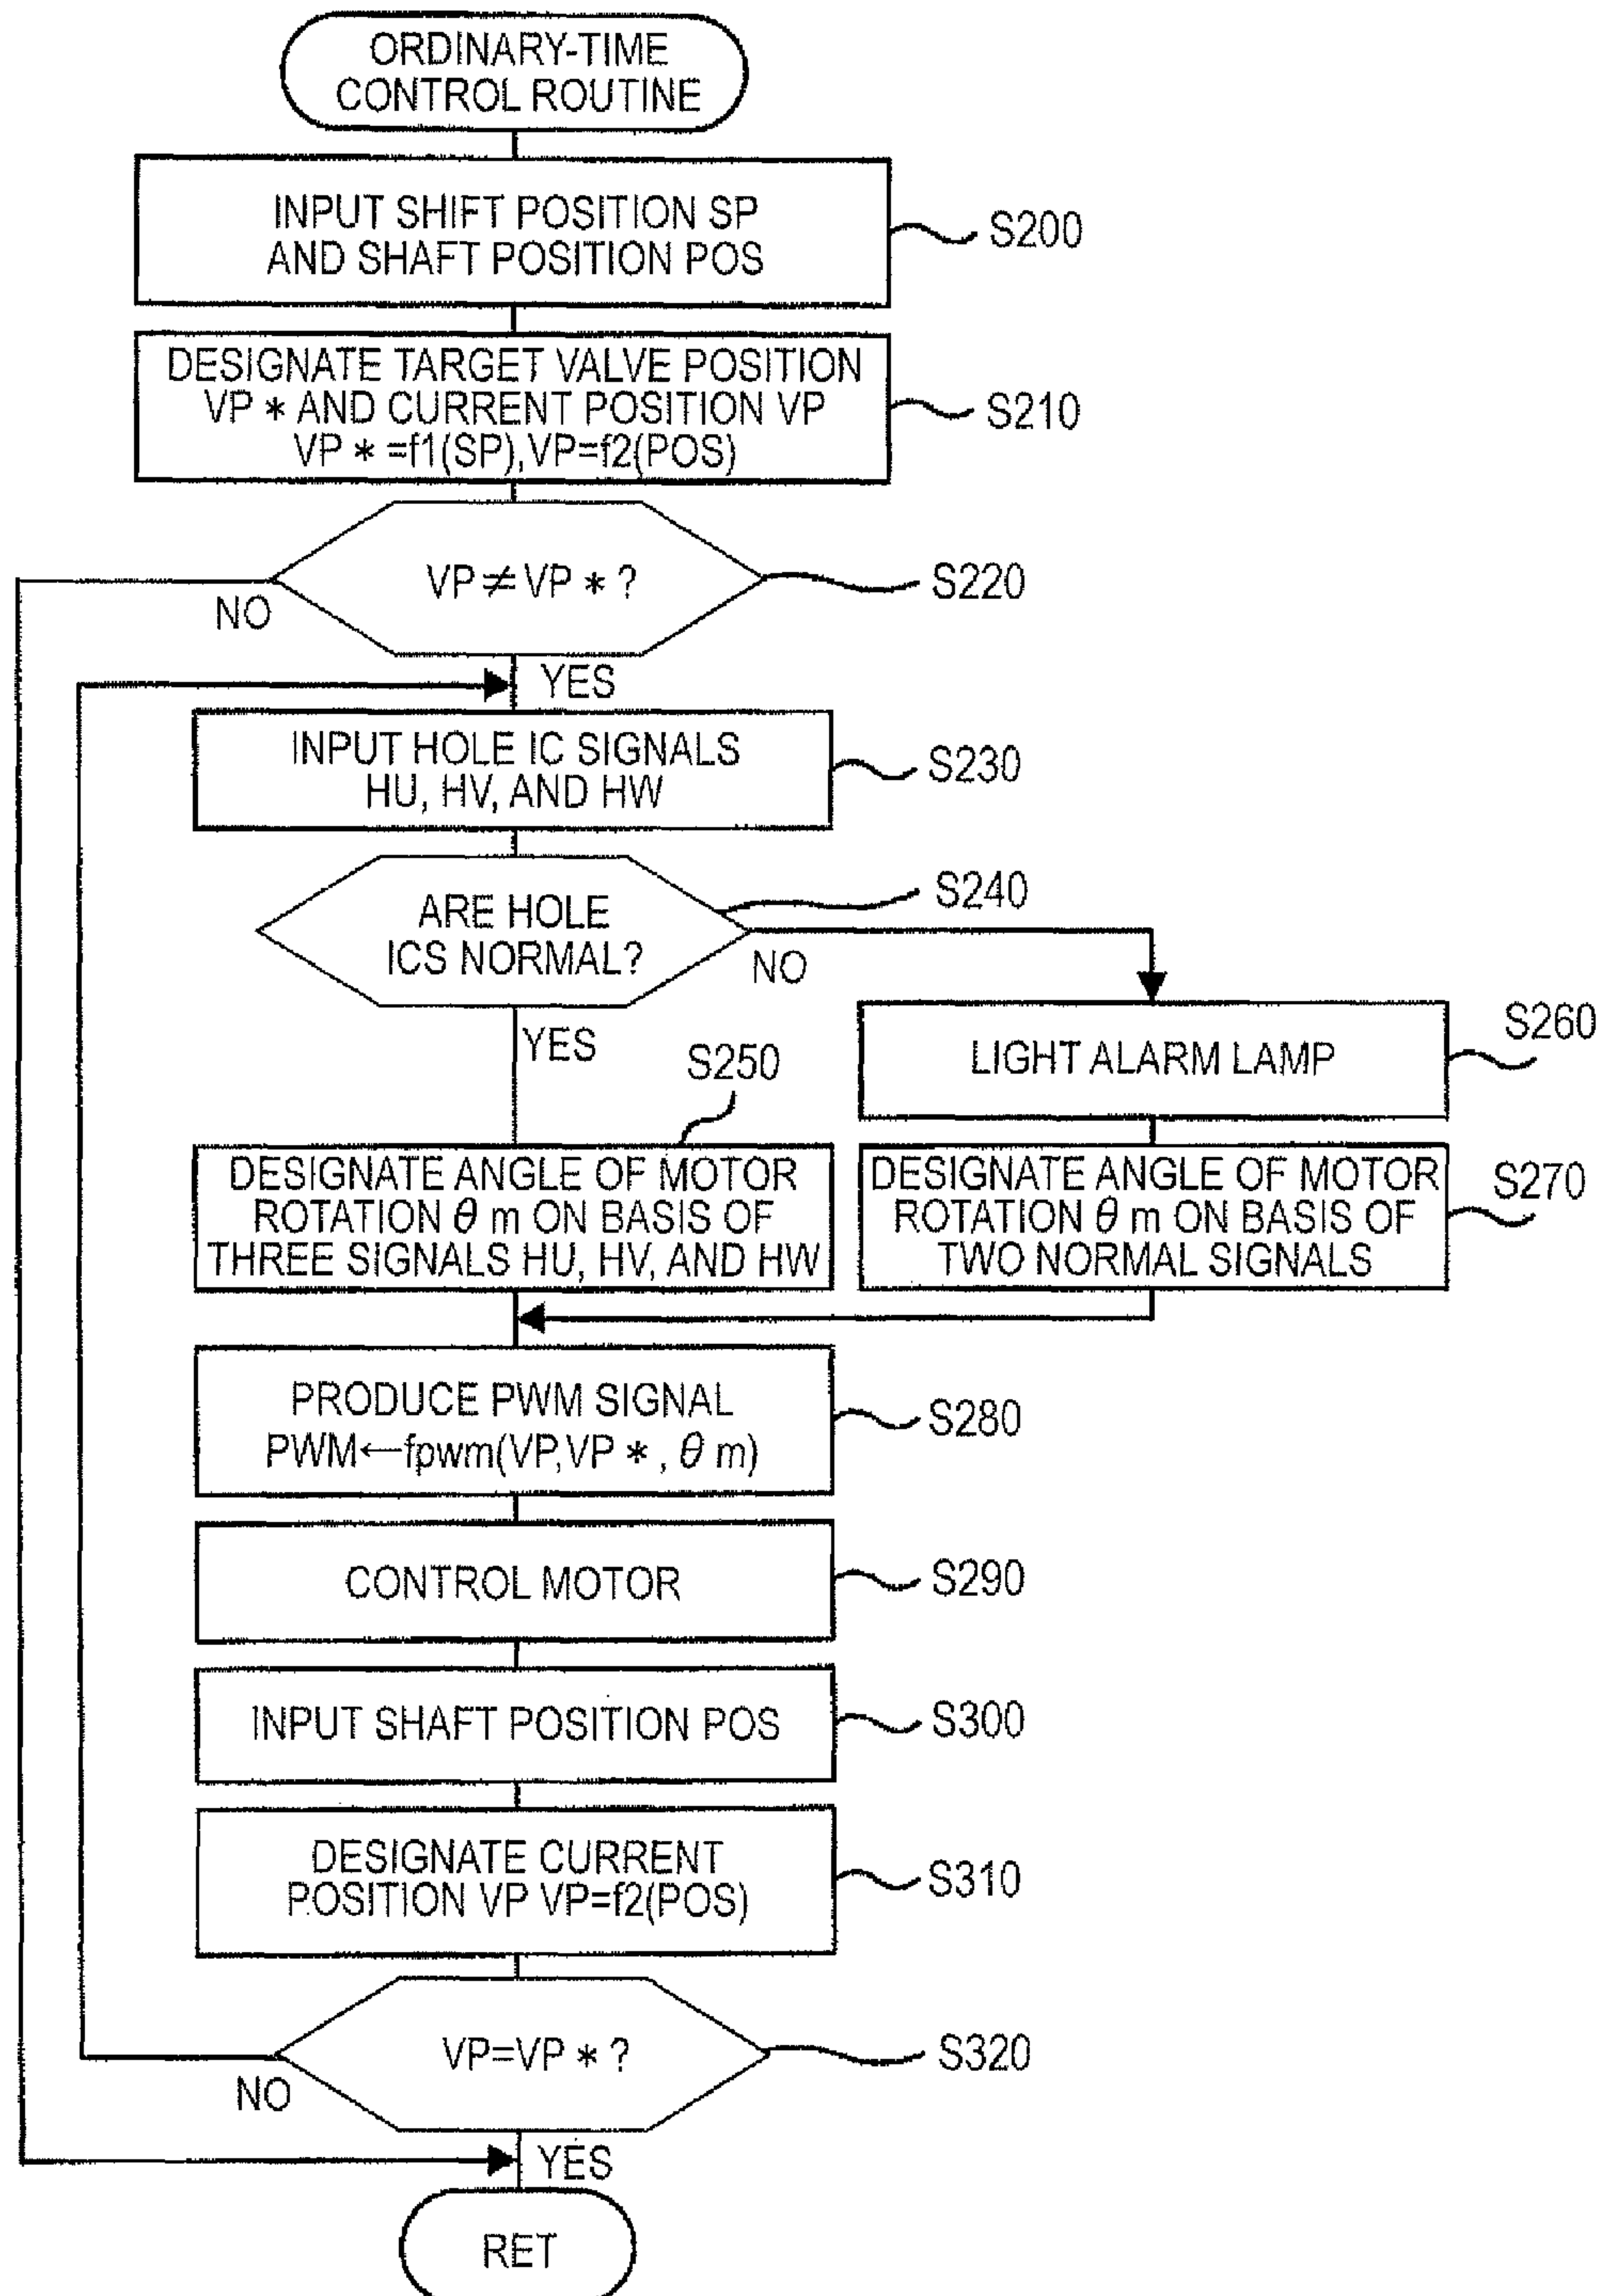 ORDINARY-TIME
CONTROL ROUTINE
INPUT SHIFT POSITION SP
AND SHAFT POSITION POS
S200
DESIGNATE TARGET VALVE POSITION
VP * AND CURRENT POSITION VP
VP * =f1(SP),VP=f2(POS)
S210
VP≠VP * ?
S220
NO
YES
INPUT HOLE IC SIGNALS
HU, HV, AND HW
S230
ARE HOLE
ICS NORMAL?
S240
NO
YES
LIGHT ALARM LAMP
S260
S250
DESIGNATE ANGLE OF MOTOR
ROTATION θ m ON BASIS OF
THREE SIGNALS HU, HV, AND HW
DESIGNATE ANGLE OF MOTOR
ROTATION θ m ON BASIS OF
TWO NORMAL SIGNALS
S270
PRODUCE PWM SIGNAL
PWM←fpwm(VP,VP * , θ m)
S280
CONTROL MOTOR
S290
INPUT SHAFT POSITION POS
S300
DESIGNATE CURRENT
POSITION VP VP=f2(POS)
S310
VP=VP * ?
S320
NO
YES
RET